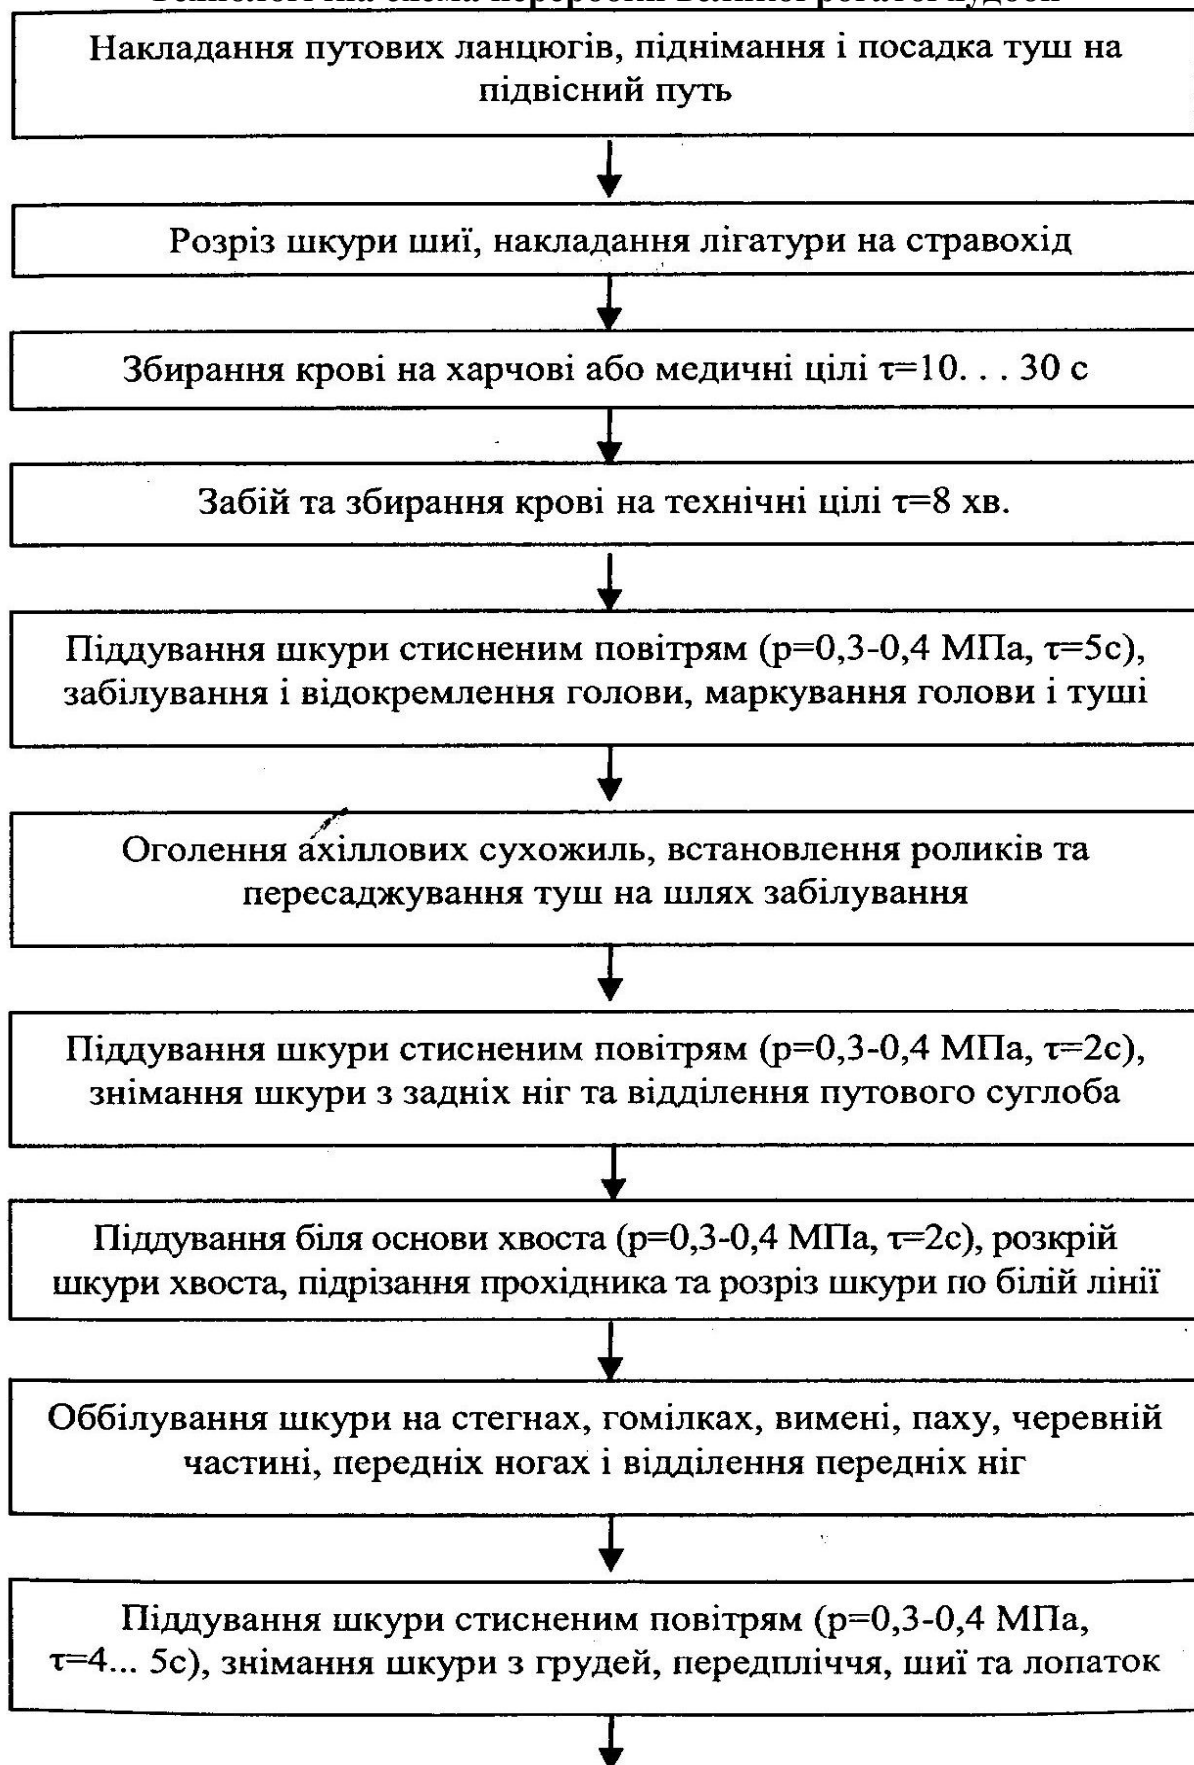 Накладання путових ланцюгів, піднімання і посадка туш на
підвісний путь
Розріз шкури шиї, накладання лігатури на стравохід
Збирання крові на харчові або медичні цілі τ=10. . . 30 с
Забій та збирання крові на технічні цілі τ=8 хв.
Піддування шкури стисненим повітрям (р=0,3-0,4 МПа, τ=5с),
забілування і відокремлення голови, маркування голови і туші
Оголення ахіллових сухожиль, встановлення роликів та
пересаджування туш на шлях забілування
Піддування шкури стисненим повітрям (р=0,3-0,4 МПа, τ=2с),
знімання шкури з задніх ніг та відділення путового суглоба
Піддування біля основи хвоста (р=0,3-0,4 МПа, τ=2с), розкрій
шкури хвоста, підрізання прохідника та розріз шкури по білій лінії
Оббілування шкури на стегнах, гомілках, вимені, паху, черевній
частині, передніх ногах і відділення передніх ніг
Піддування шкури стисненим повітрям (р=0,3-0,4 МПа,
τ=4... 5с), знімання шкури з грудей, передпліччя, шиї та лопаток